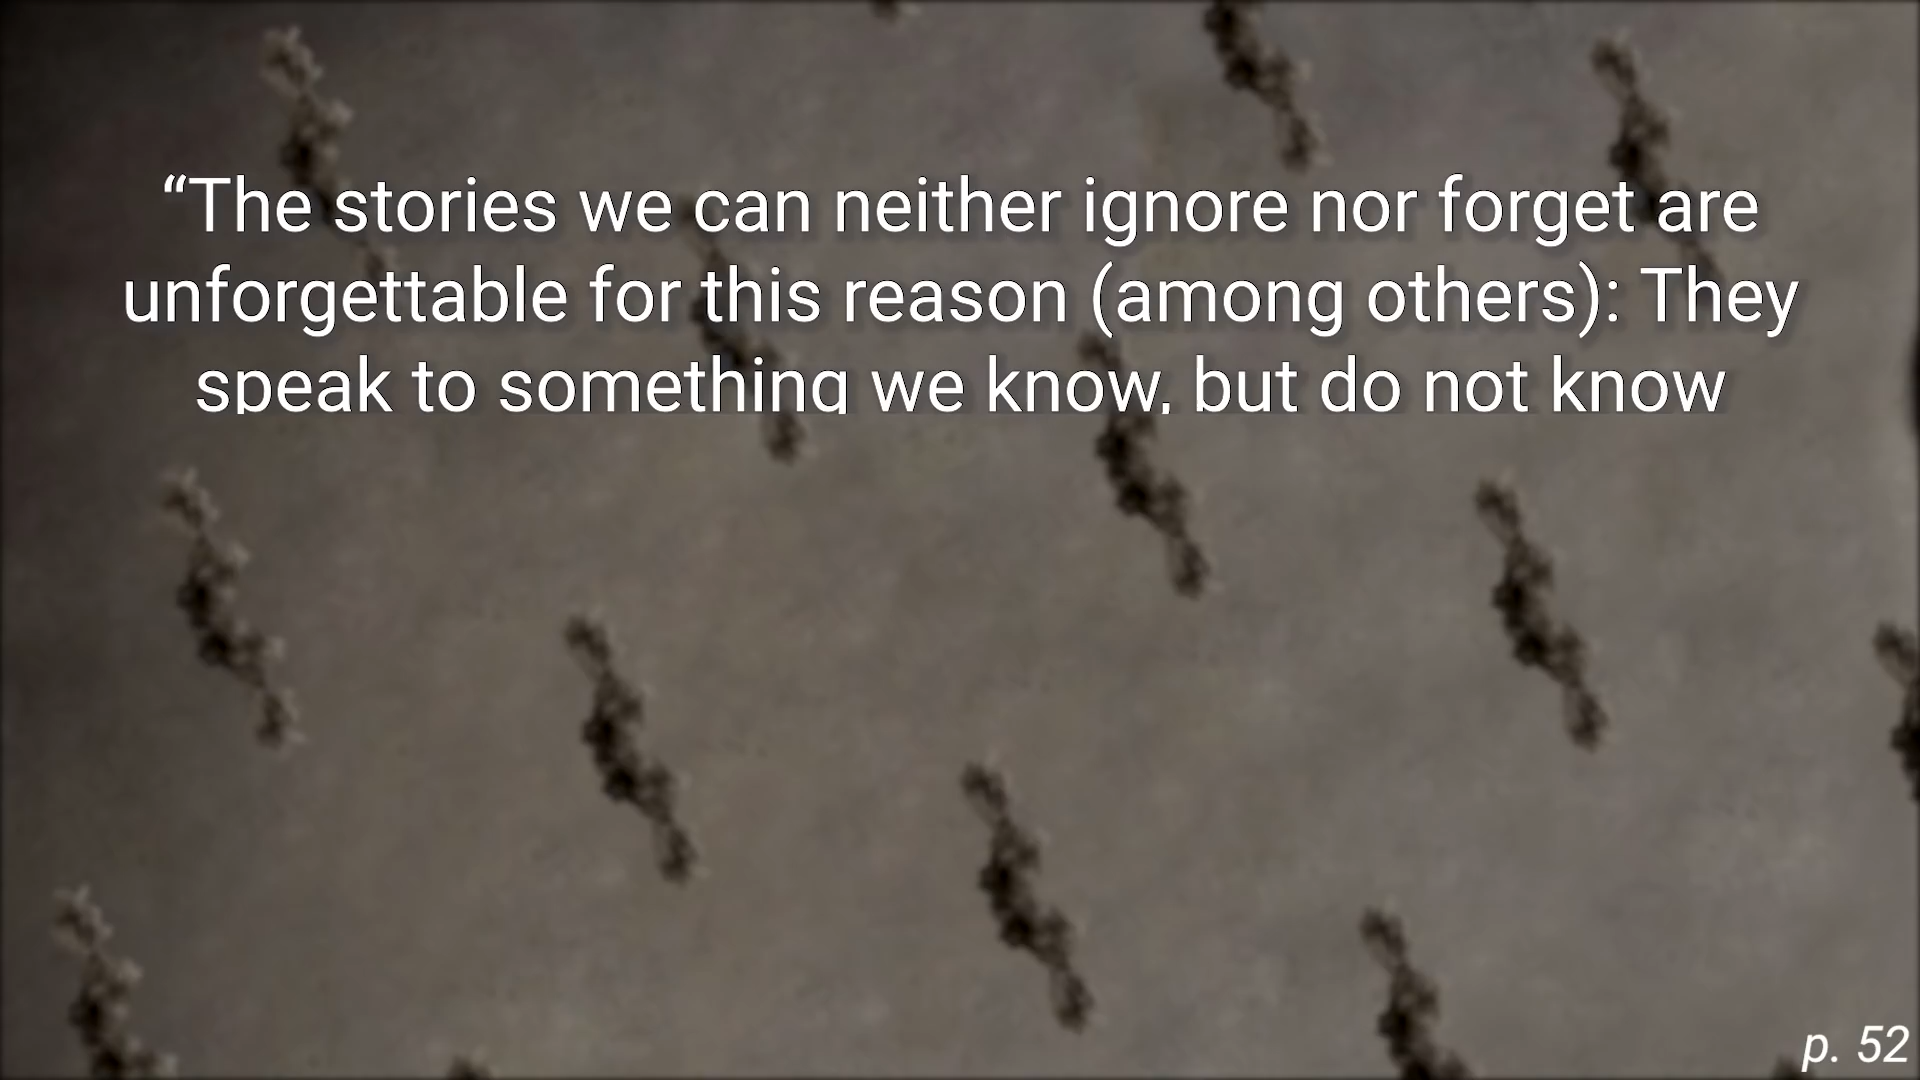 “The stories we can neither ignore nor forget are
unforgettable for this reason (among others): They
speak to something we know, but do not know
p. 52